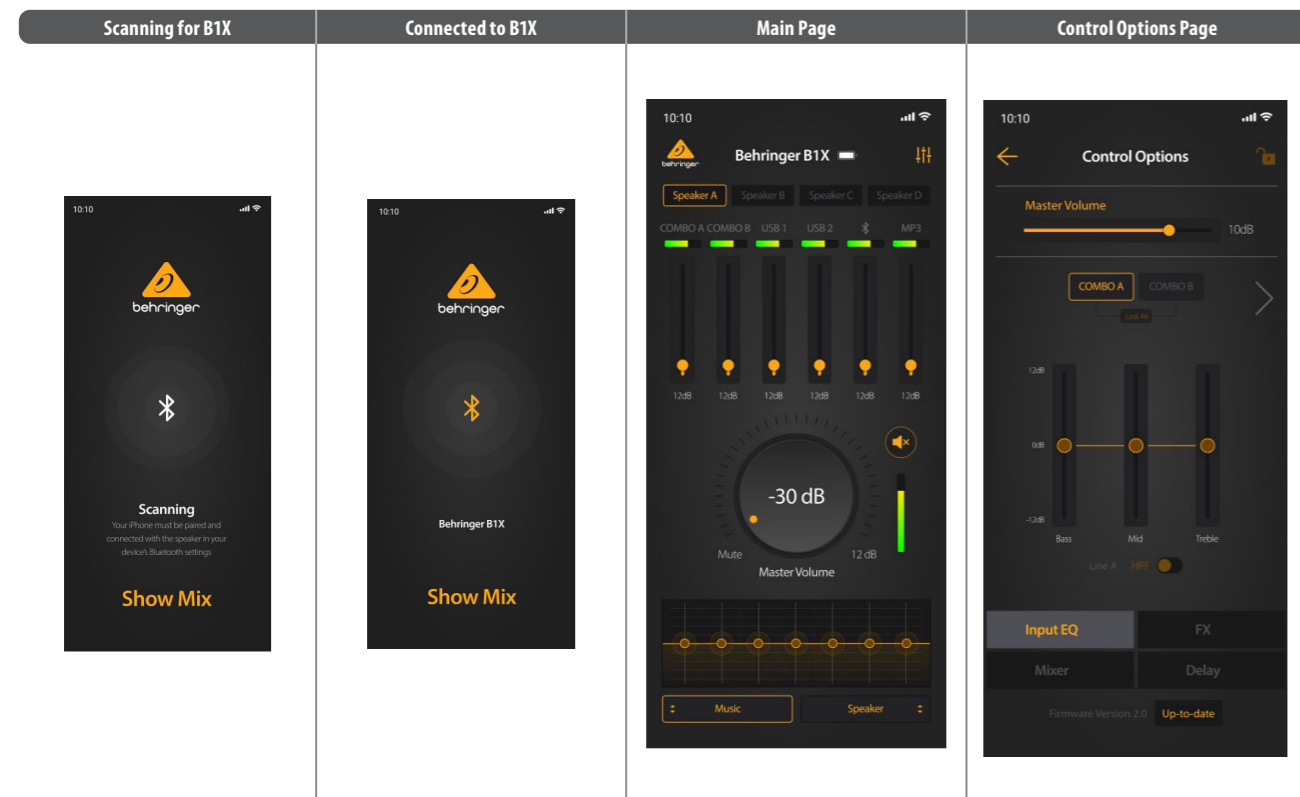 Scanning for B1X
Connected to B1X
Main Page
Control Options Page
10:10
behringer
Scanning
Your iPhone must be paired and
connected with the speaker in your
device's Bluetooth settings
Show Mix
10:10
behringer
Behringer B1X
Show Mix
10:10
behringer
Behringer B1X
Speaker A Speaker B Speaker C Speaker D
COMBO A COMBO B USB 1 USB 2 MP3
12dB 12dB 12dB 12dB 12dB 12dB
-30 dB
Mute 12 dB
Master Volume
Music Speaker
10:10
Control Options
Master Volume
10dB
COMBO A COMBO B
Link
12dB
0dB
-12dB
Bass Mid Treble
Line A HPF
Input EQ FX
Mixer Delay
Firmware Version 2.0 Up-to-date